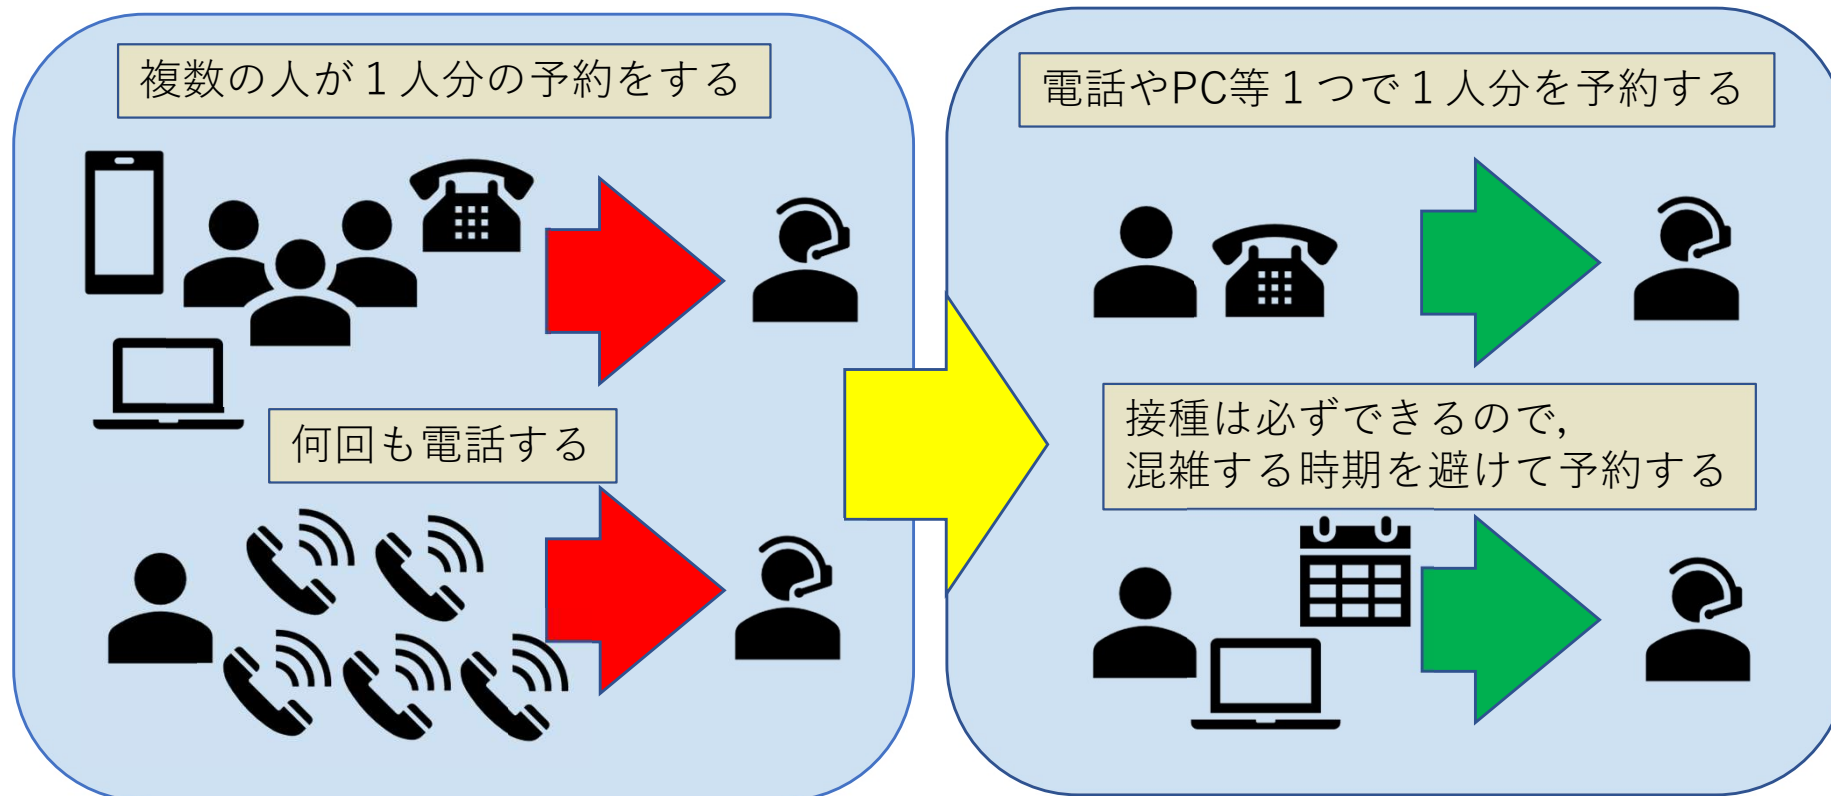 複数の人が１人分の予約をする
何回も電話する
電話やPC等１つで１人分を予約する
接種は必ずできるので,
混雑する時期を避けて予約する